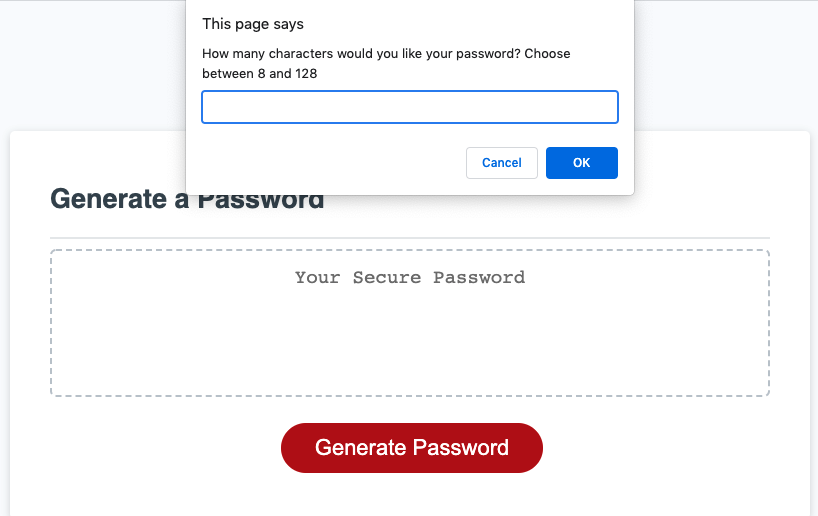 This page says
How many characters would you like your password? Choose
between 8 and 128
Cancel
OK
Generate a Password
Your Secure Password
Generate Password